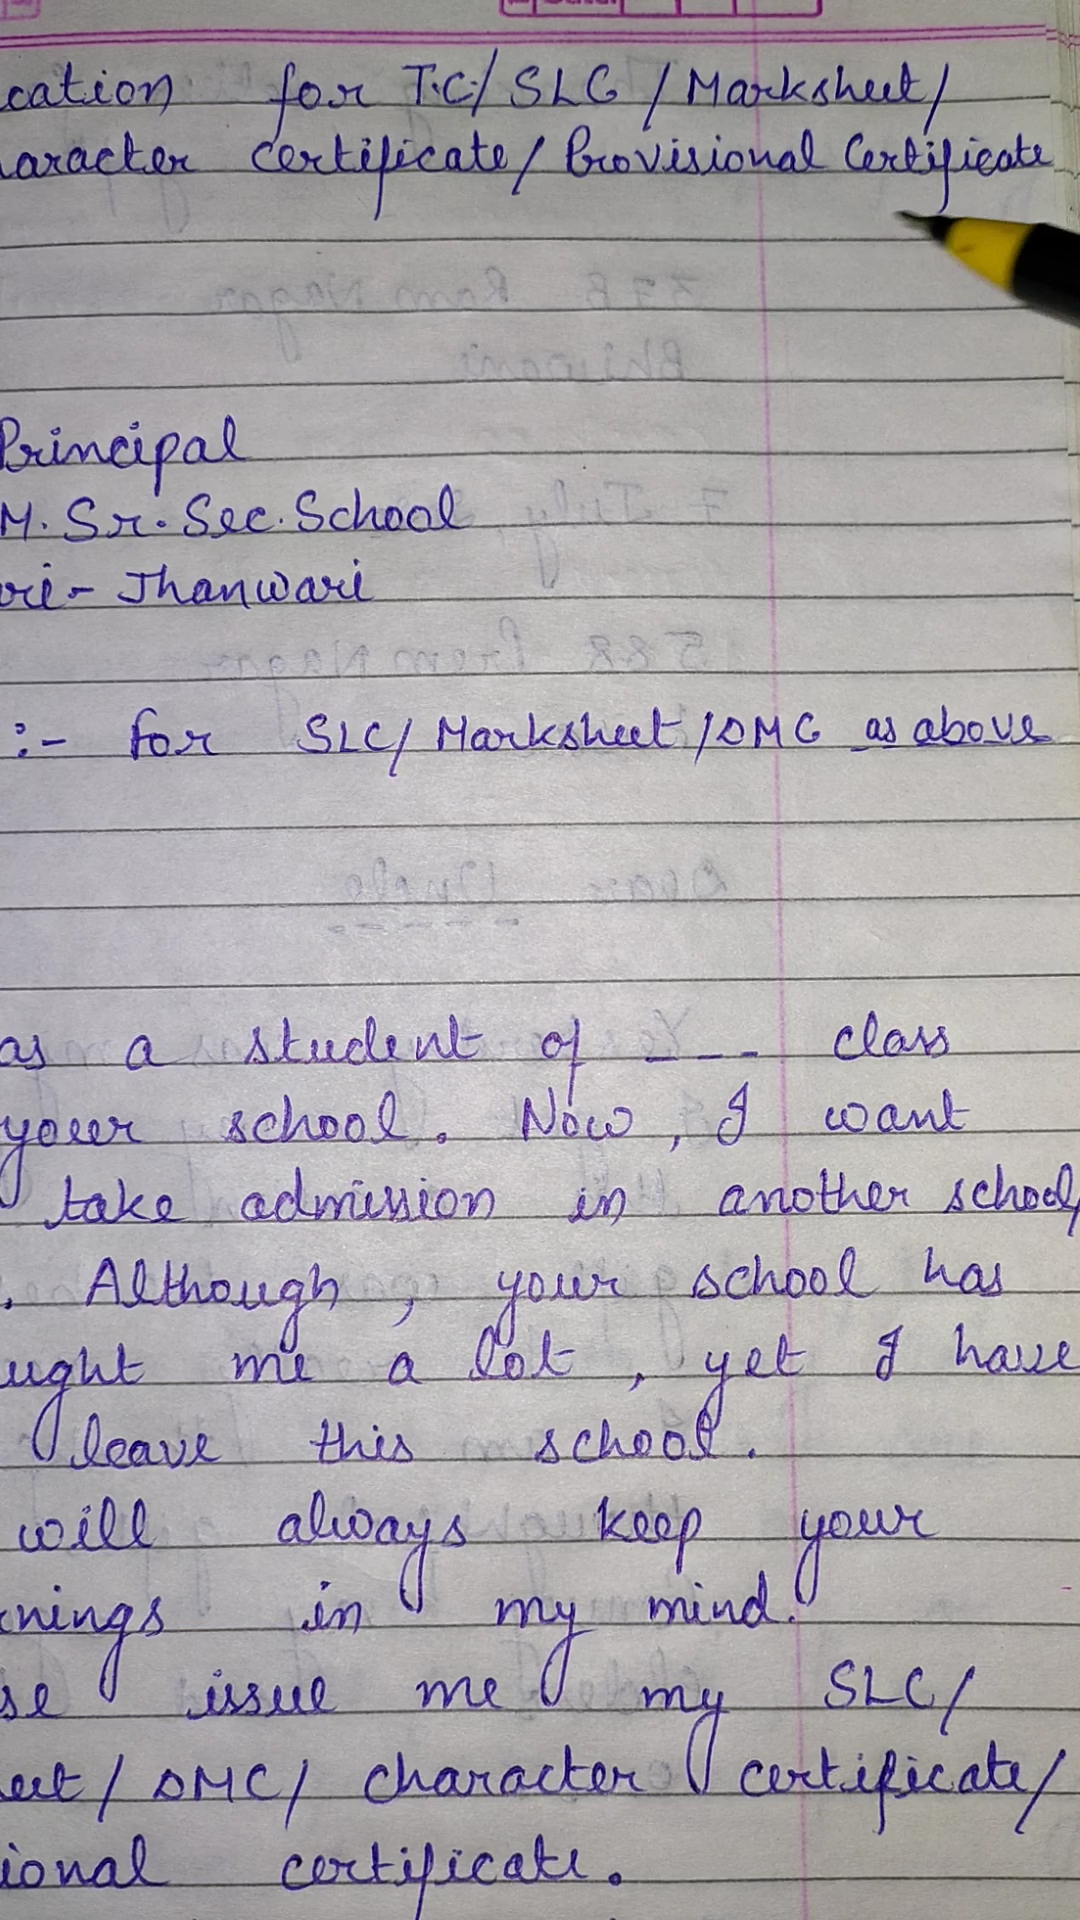 cation for T.C/SLC/Marksheet/
aracter certificate/Provisional Certificate
Principal
M. Sr. Sec. School
ri- Jhanwari
:- for SLC/Marksheet/DMC as above
as a student of ---- class
your school. Now, I want
take admission in another school,
. Although, your school has
ught me a lot, yet I have
leave this school.
will always keep your
nings in my mind.
se issue me my SLC/
eet/DMC/character certificate/
ional certificate.